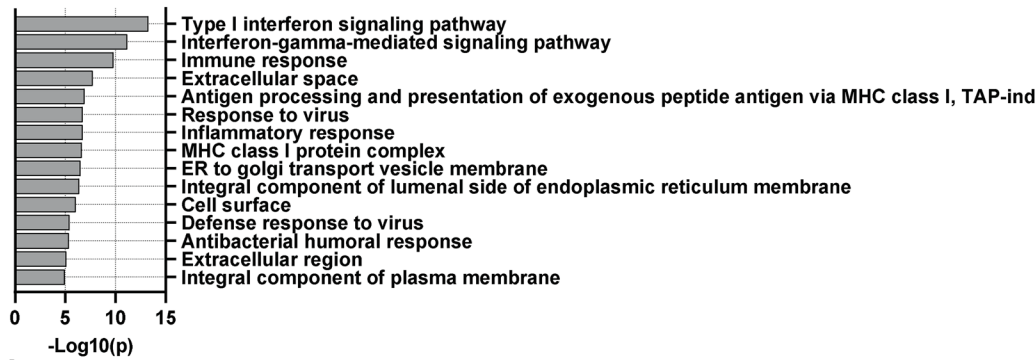 Type I interferon signaling pathway
Interferon-gamma-mediated signaling pathway
Immune response
Extracellular space
Antigen processing and presentation of exogenous peptide antigen via MHC class I, TAP-ind
Response to virus
Inflammatory response
MHC class I protein complex
ER to golgi transport vesicle membrane
Integral component of lumenal side of endoplasmic reticulum membrane
Cell surface
Defense response to virus
Antibacterial humoral response
Extracellular region
Integral component of plasma membrane
0 5 10 15
-Log10(p)